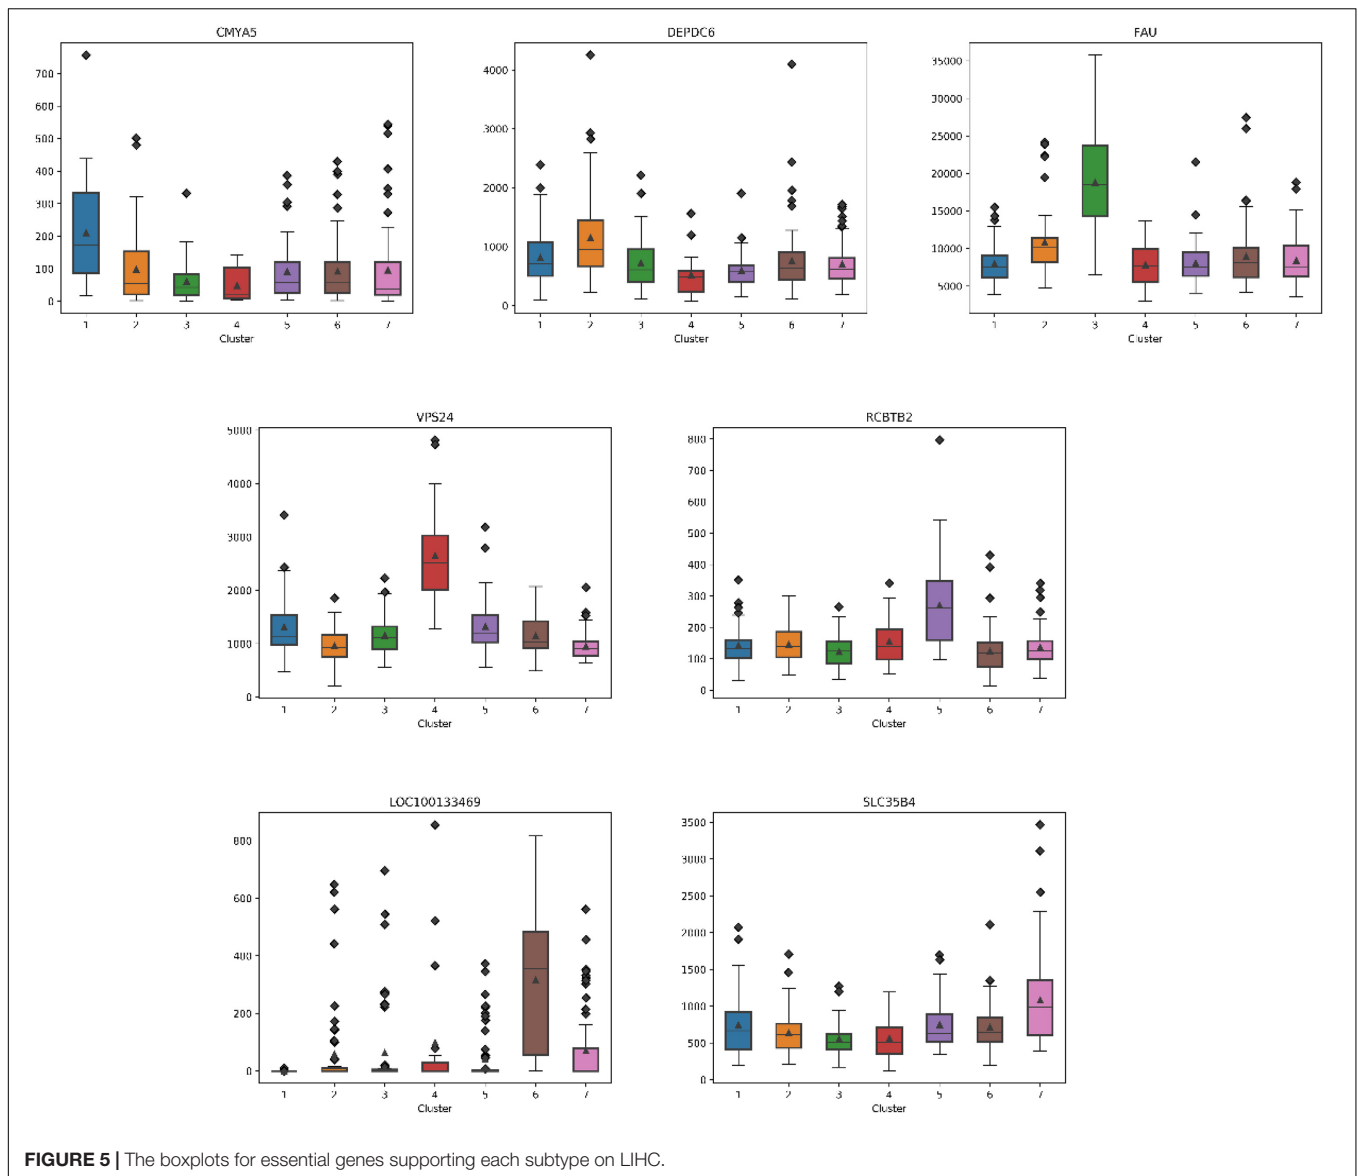 CMYA5
700
600
500
400
300
200
100
0
1 2 3 4 5 6 7
Cluster
DEPDC6
4000
3000
2000
1000
0
1 2 3 4 5 6 7
Cluster
FAU
35000
30000
25000
20000
15000
10000
5000
1 2 3 4 5 6 7
Cluster
VPS24
5000
4000
3000
2000
1000
0
1 2 3 4 5 6 7
Cluster
RCBTB2
800
700
600
500
400
300
200
100
0
1 2 3 4 5 6 7
Cluster
LOC100133469
800
600
400
200
0
1 2 3 4 5 6 7
Cluster
SLC35B4
3500
3000
2500
2000
1500
1000
500
0
1 2 3 4 5 6 7
Cluster
FIGURE 5 | The boxplots for essential genes supporting each subtype on LIHC.